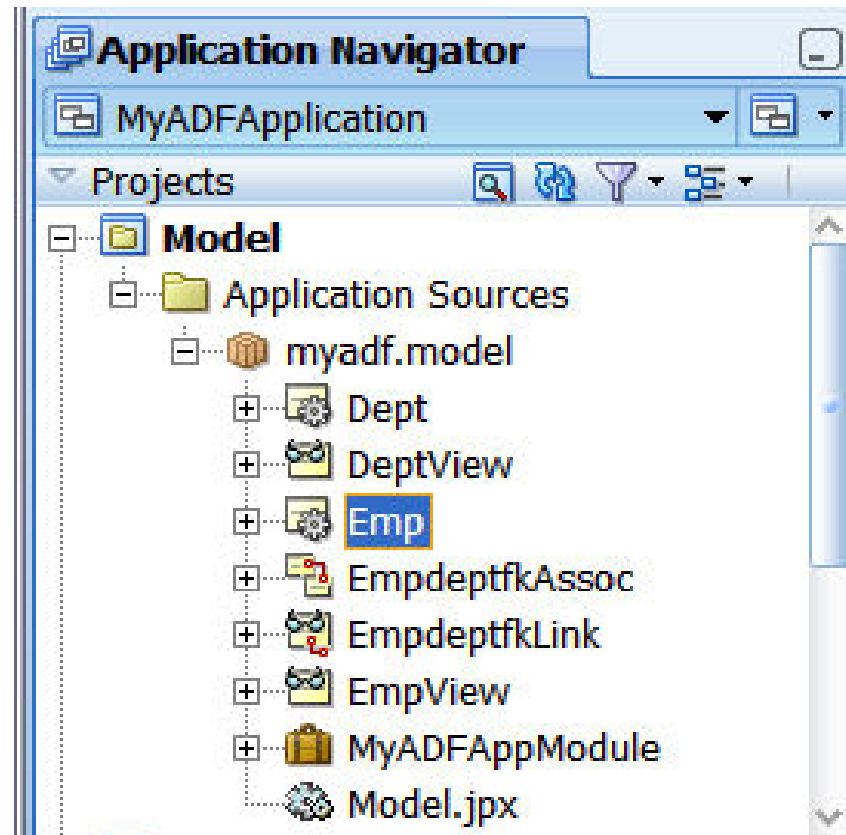 Application Navigator
MyADFApplication
Projects
Model
Application Sources
myadf.model
Dept
DeptView
Emp
EmpdeptfkAssoc
EmpdeptfkLink
EmpView
MyADFAppModule
Model.jpx